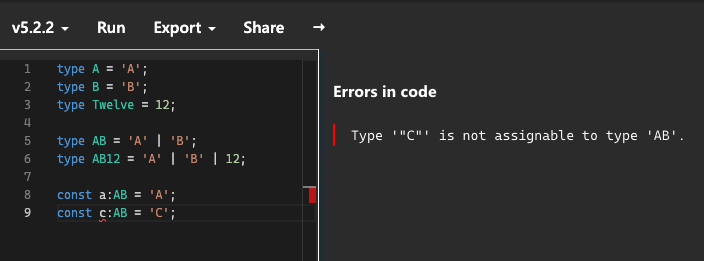 v5.2.2 Run Export Share →
1 type A = 'A';
2 type B = 'B';
3 type Twelve = 12;
4
5 type AB = 'A' | 'B';
6 type AB12 = 'A' | 'B' | 12;
7
8 const a:AB = 'A';
9 const c:AB = 'C';
Errors in code
Type '"C"' is not assignable to type 'AB'.